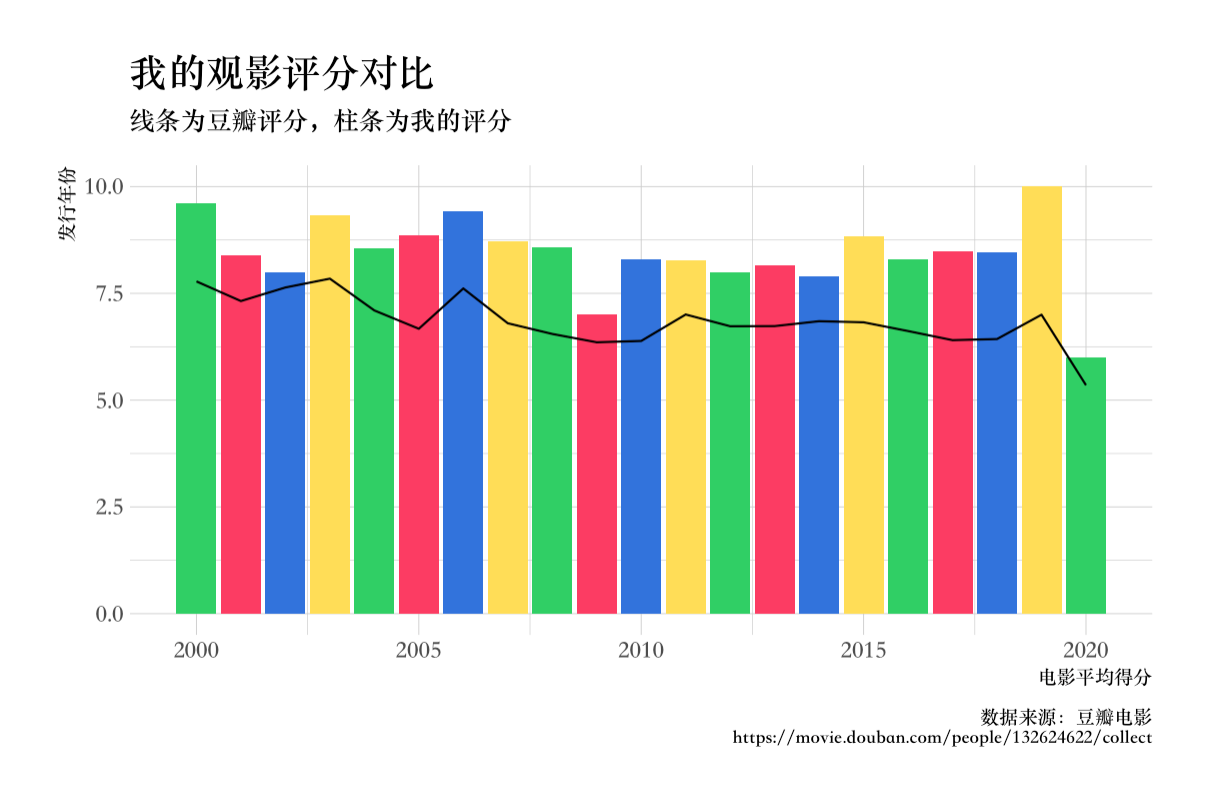 我的观影评分对比
线条为豆瓣评分，柱条为我的评分
发行年份
10.0
7.5
5.0
2.5
0.0
2000 2005 2010 2015 2020
电影平均得分
数据来源：豆瓣电影
https://movie.douban.com/people/132624622/collect